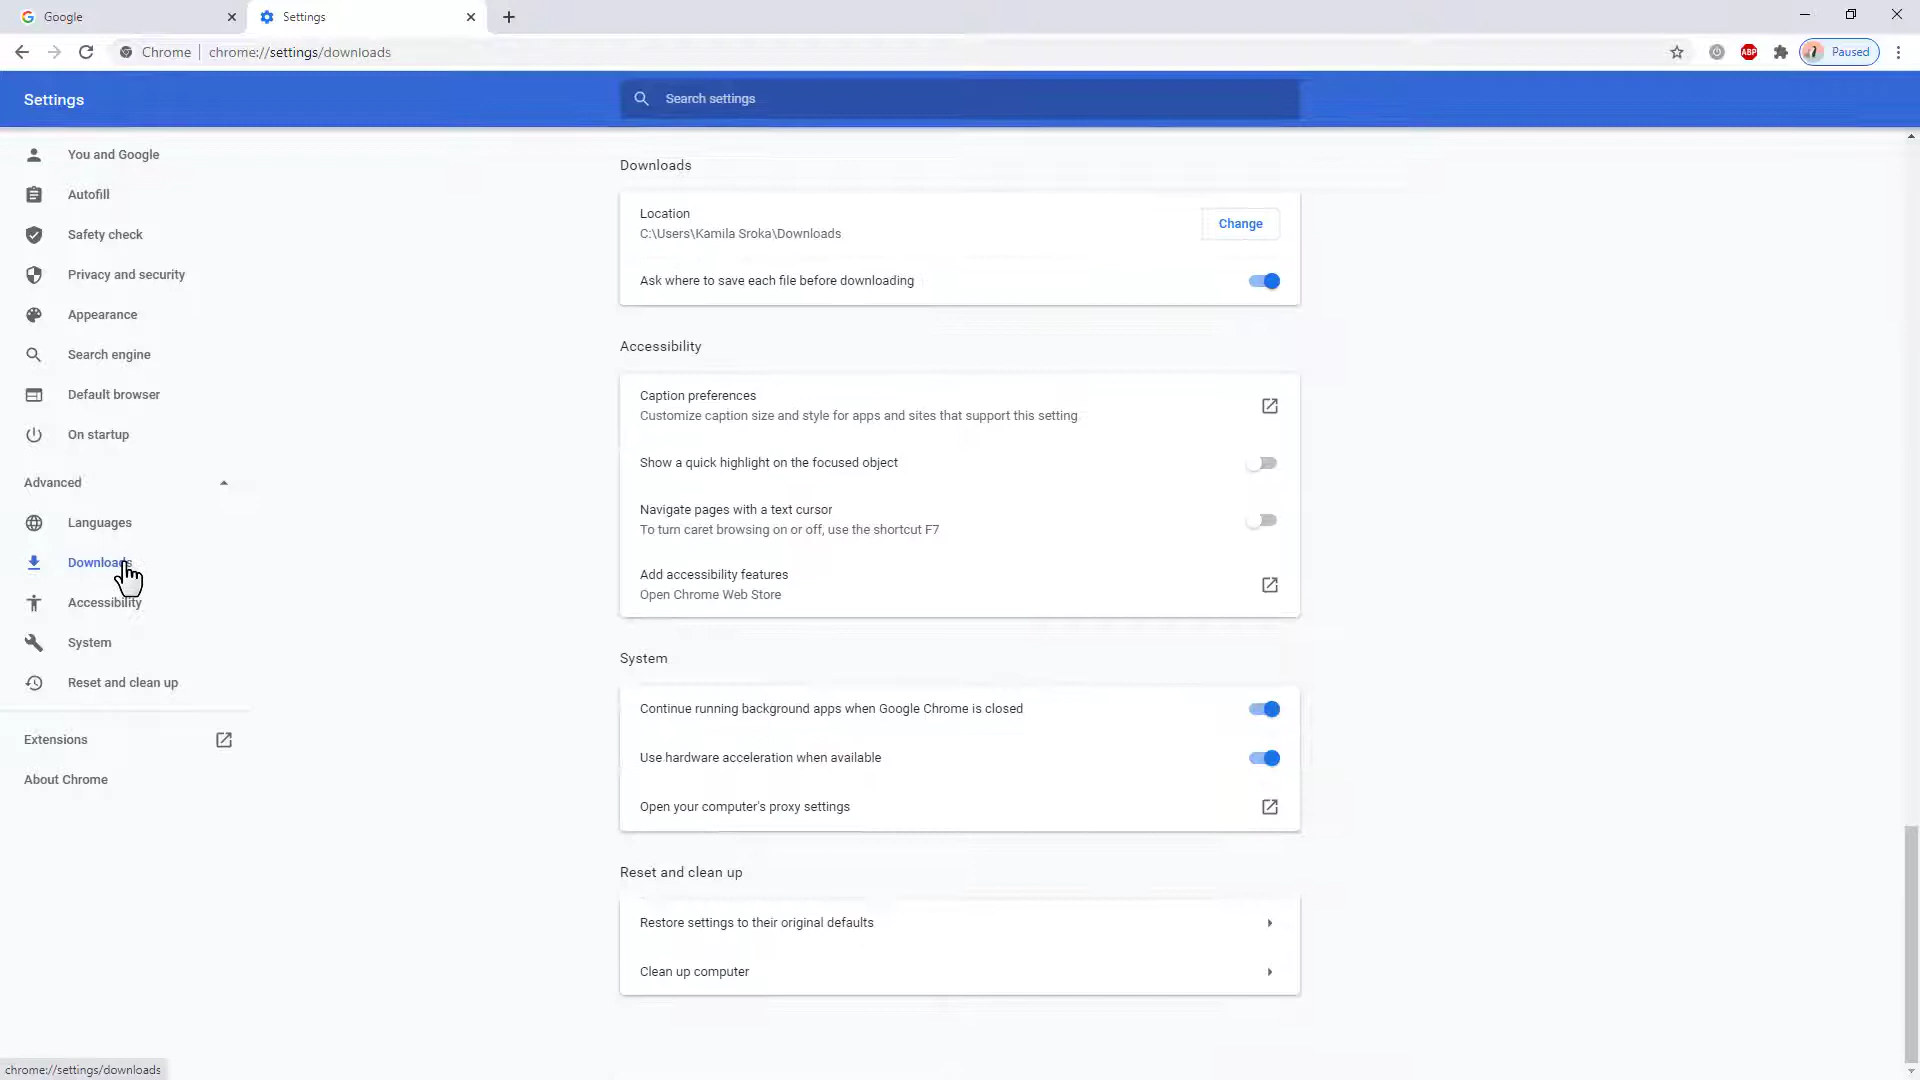 Google
Settings
Chrome
chrome://settings/downloads
ABP
Paused
Settings
Search settings
You and Google
Autofill
Safety check
Privacy and security
Appearance
Search engine
Default browser
On startup
Advanced
Languages
Downloads
Accessibility
System
Reset and clean up
Extensions
About Chrome
Downloads
Location
C:\Users\Kamila Sroka\Downloads
Change
Ask where to save each file before downloading
Accessibility
Caption preferences
Customize caption size and style for apps and sites that support this setting
Show a quick highlight on the focused object
Navigate pages with a text cursor
To turn caret browsing on or off, use the shortcut F7
Add accessibility features
Open Chrome Web Store
System
Continue running background apps when Google Chrome is closed
Use hardware acceleration when available
Open your computer's proxy settings
Reset and clean up
Restore settings to their original defaults
Clean up computer
chrome://settings/downloads